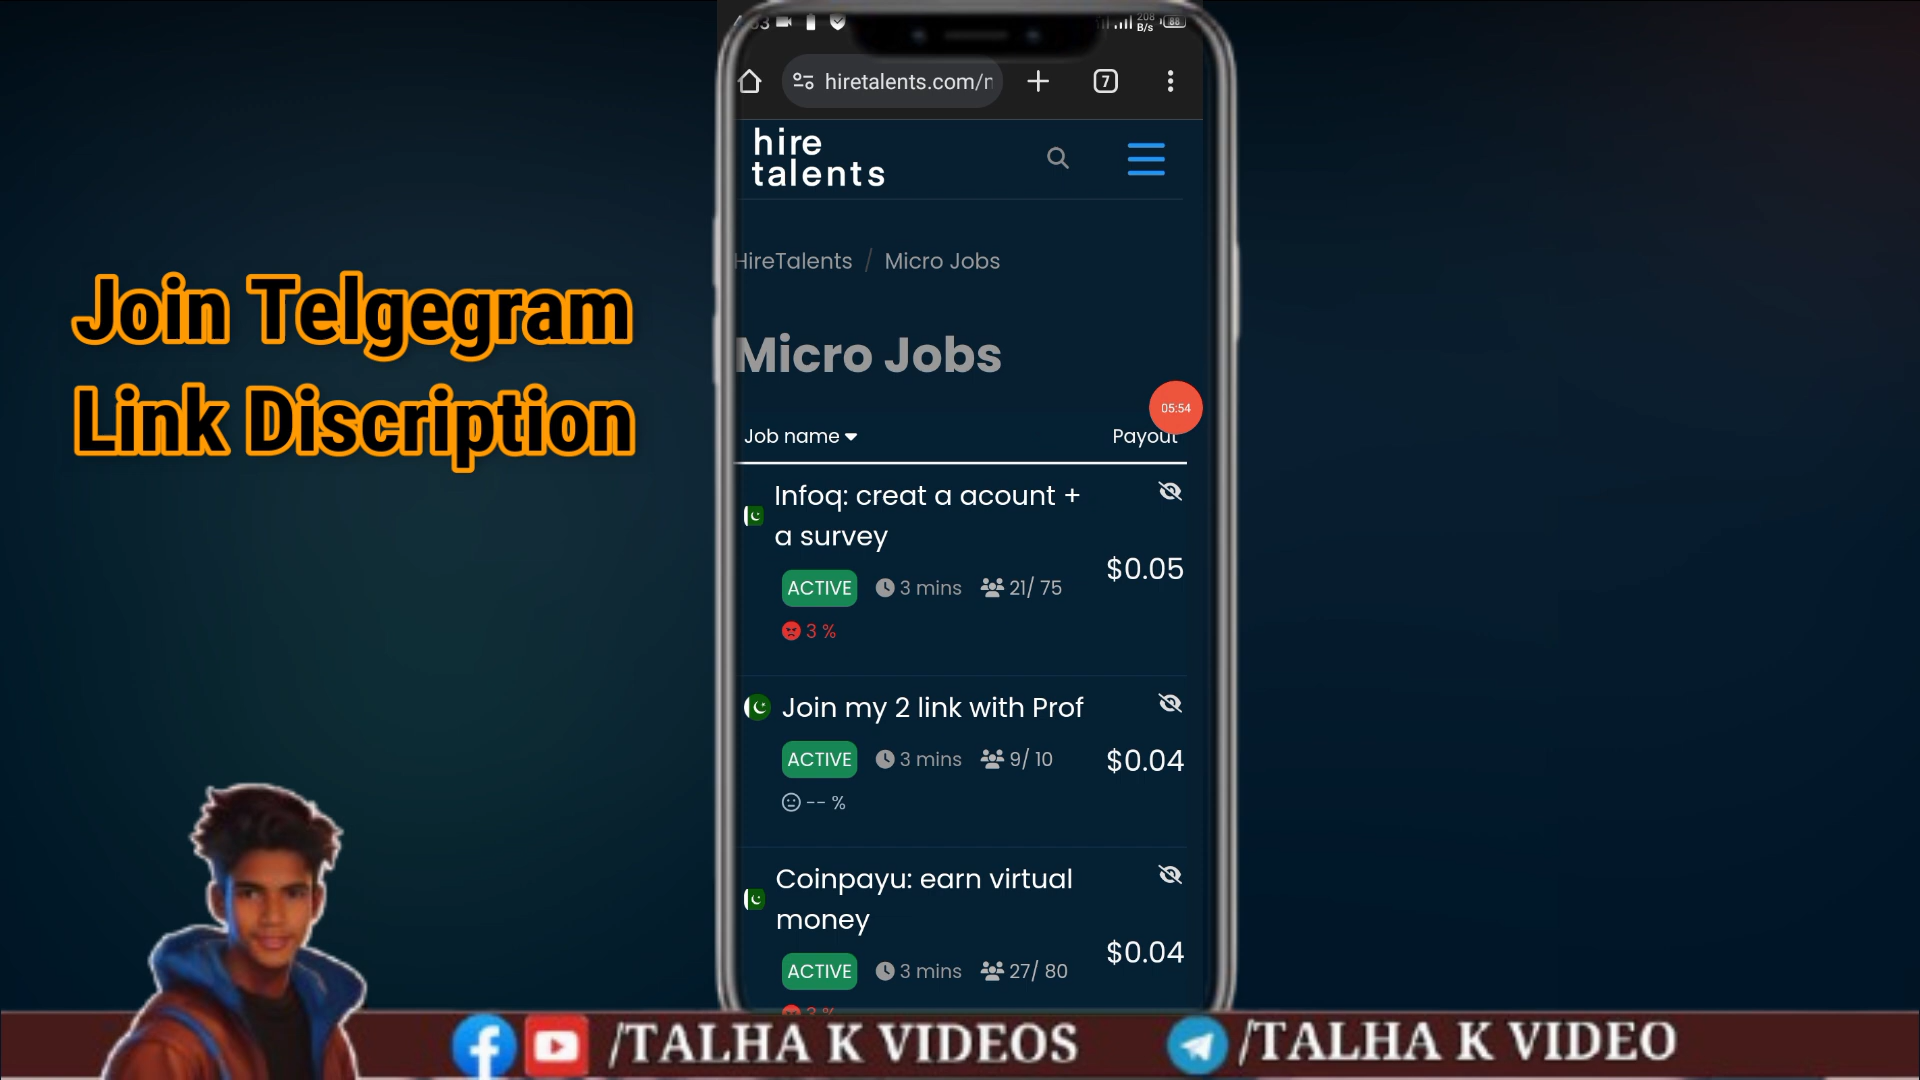 Join Telgegram
Link Discription
208
B/s
88
hiretalents.com/r
7
hire
talents
HireTalents / Micro Jobs
Micro Jobs
05:54
Job name
Payout
Infoq: creat a acount +
a survey
$0.05
ACTIVE 3 mins 21/ 75
3 %
Join my 2 link with Prof
ACTIVE 3 mins 9/ 10
$0.04
-- %
Coinpayu: earn virtual
money
$0.04
ACTIVE 3 mins 27/ 80
3 %
/TALHA K VIDEOS
/TALHA K VIDEO